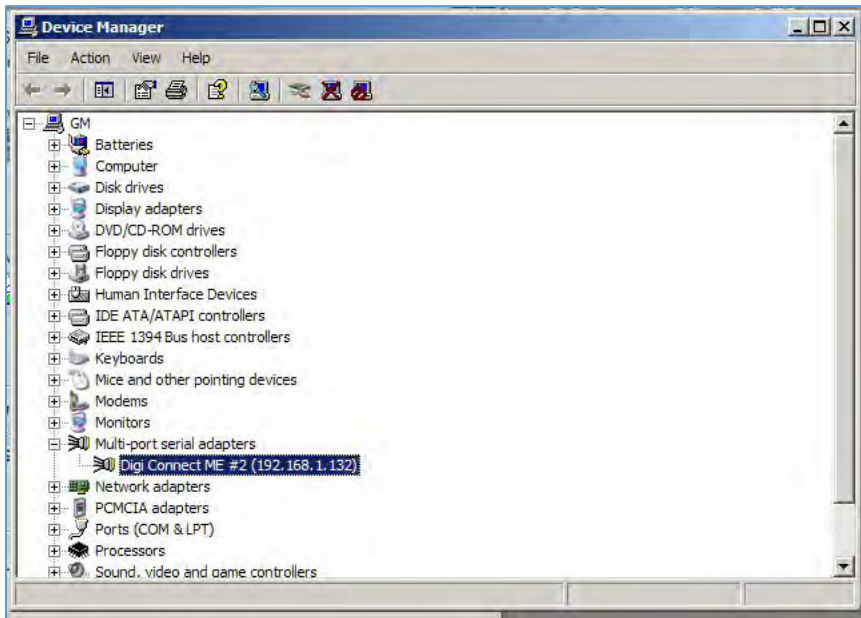 Device Manager
File Action View Help
GM
Batteries
Computer
Disk drives
Display adapters
DVD/CD-ROM drives
Floppy disk controllers
Floppy disk drives
Human Interface Devices
IDE ATA/ATAPI controllers
IEEE 1394 Bus host controllers
Keyboards
Mice and other pointing devices
Modems
Monitors
Multi-port serial adapters
Digi Connect ME #2 (192.168.1.132)
Network adapters
PCMCIA adapters
Ports (COM & LPT)
Processors
Sound, video and game controllers